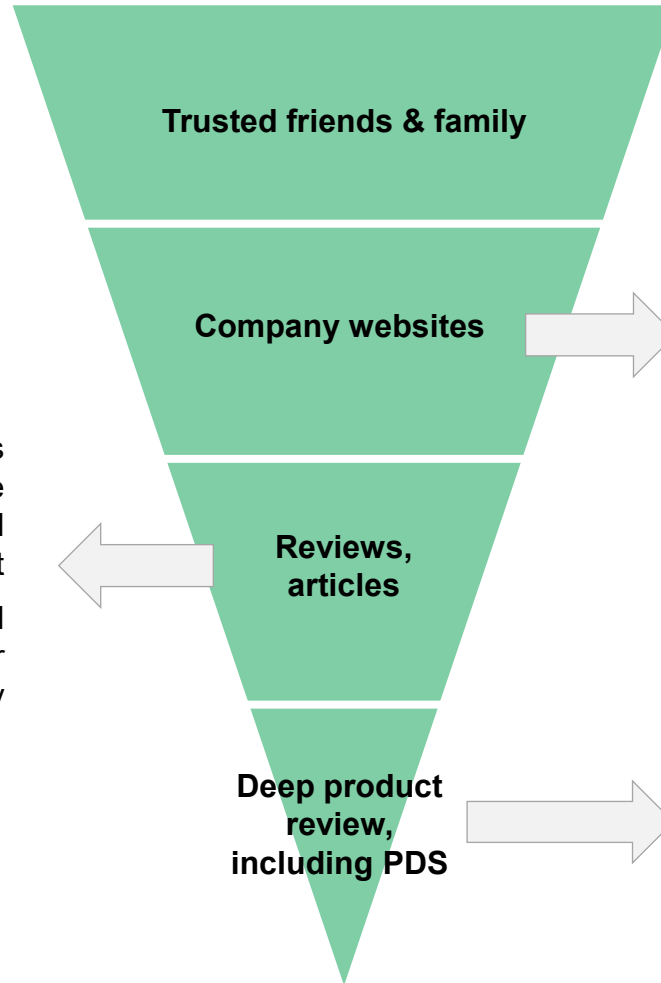 Trusted friends & family
Company websites
Reviews,
articles
Deep product
review,
including PDS